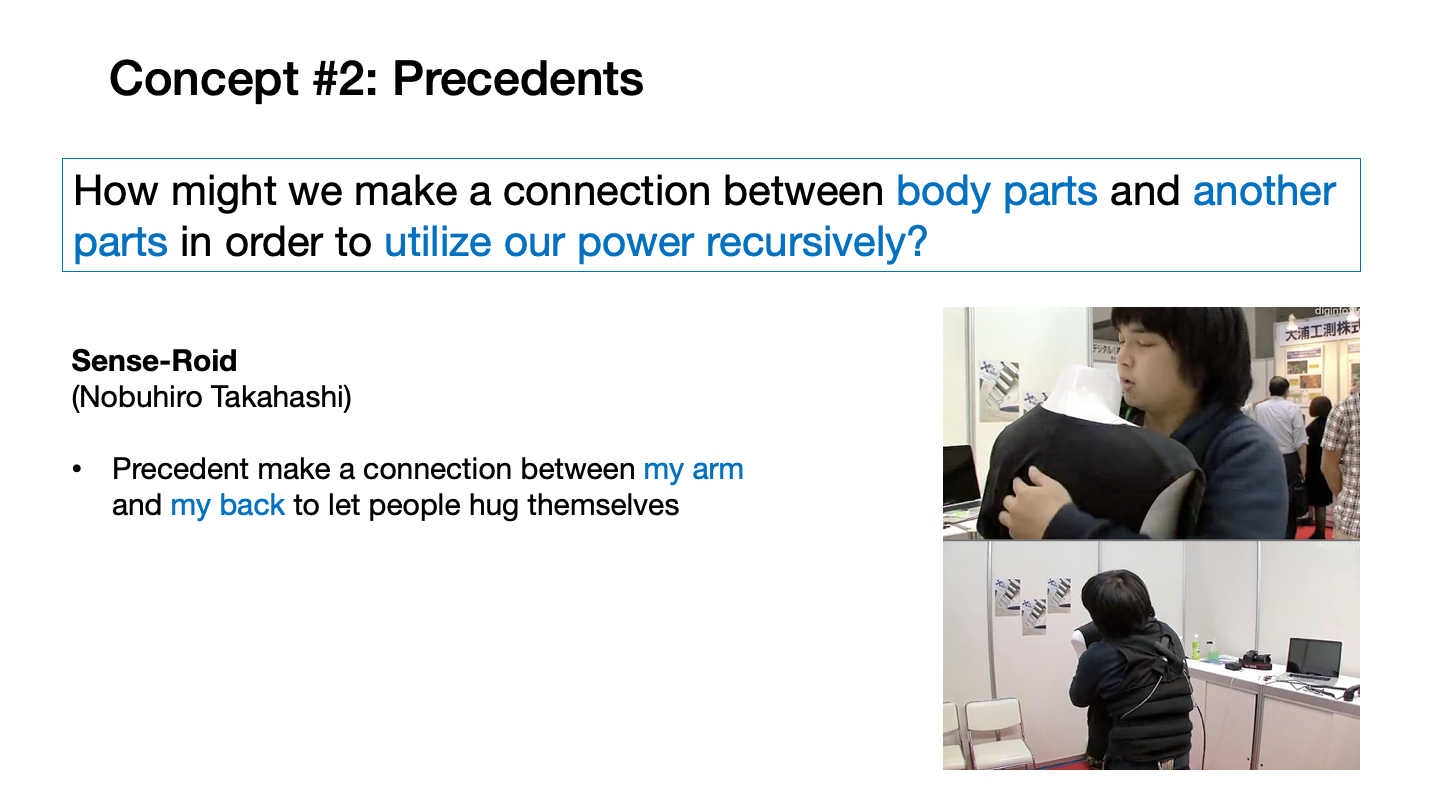 Concept #2: Precedents
How might we make a connection between body parts and another
parts in order to utilize our power recursively?
Sense-Roid
(Nobuhiro Takahashi)
• Precedent make a connection between my arm
and my back to let people hug themselves
diginfo
大浦工測株式
デジタル